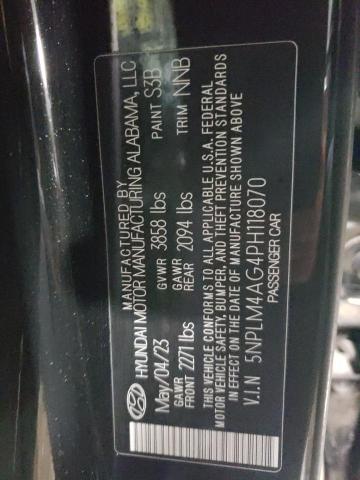 MANUFACTURED BY
HYUNDAI MOTOR MANUFACTURING ALABAMA, LLC
May/04/23 GVWR 3858 lbs PAINT S3B
GAWR FRONT 2271 lbs GAWR REAR 2094 lbs TRIM NNB
THIS VEHICLE CONFORMS TO ALL APPLICABLE U.S.A. FEDERAL
MOTOR VEHICLE SAFETY, BUMPER, AND THEFT PREVENTION STANDARDS
IN EFFECT ON THE DATE OF MANUFACTURE SHOWN ABOVE
V.I.N 5NPLM4AG4PH118070
PASSENGER CAR